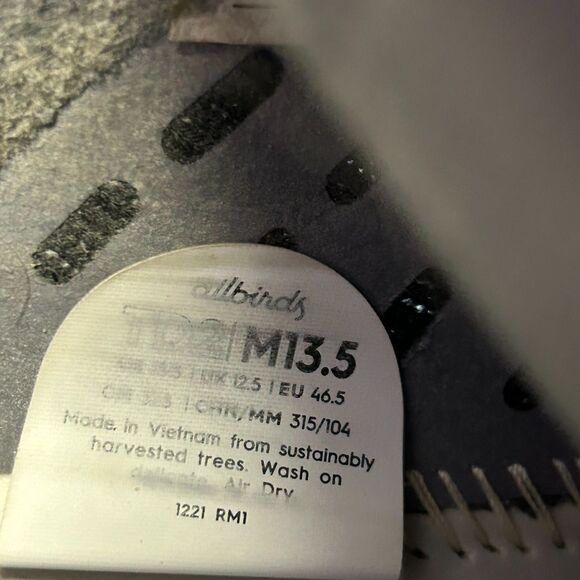 allbirds
M13.5
UK 12.5 | EU 46.5
CHN/MM 315/104
Made in Vietnam from sustainably
harvested trees. Wash on
delicate. Air Dry
1221 RM1